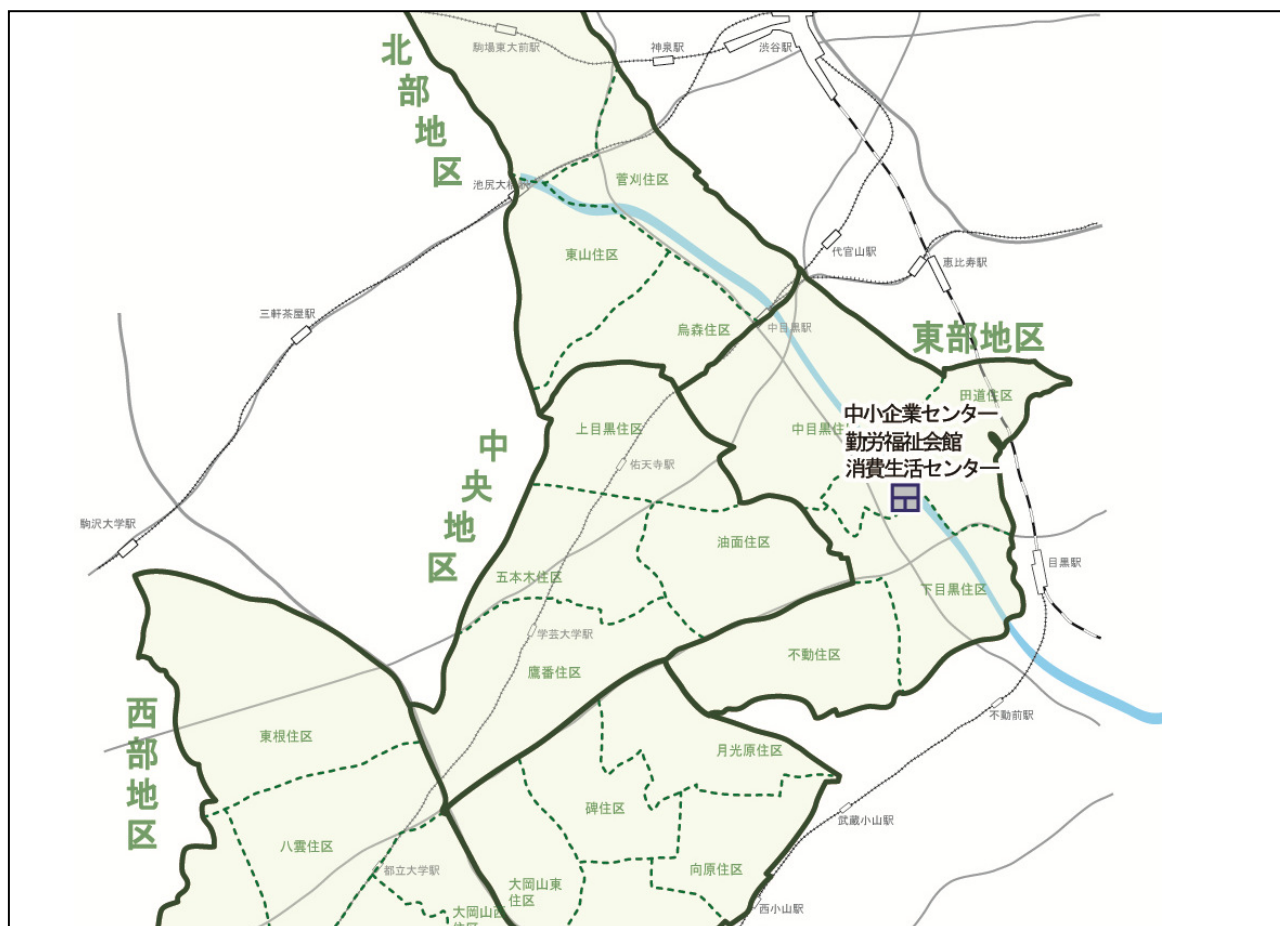 駒場東大前駅
神泉駅
渋谷駅
北部地区
池尻大橋駅
菅刈住区
東山住区
代官山駅
恵比寿駅
三軒茶屋駅
烏森住区
中目黒駅
東部地区
田道住区
中小企業センター
勤労福祉会館
消費生活センター
中目黒住
上目黒住区
祐天寺駅
中央地区
駒沢大学駅
油面住区
五本木住区
目黒駅
下目黒住区
学芸大学駅
鷹番住区
不動住区
不動前駅
西部地区
東根住区
月光原住区
碑住区
武蔵小山駅
八雲住区
都立大学駅
向原住区
大岡山東
住区
大岡山西
住区
西小山駅